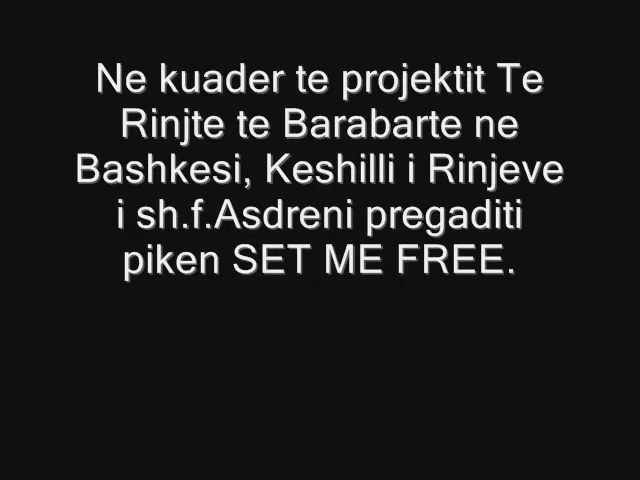 Ne kuader te projektit Te
Rinjte te Barabarte ne
Bashkesi, Keshilli i Rinjeve
i sh.f.Asdreni pregaditi
piken SET ME FREE.